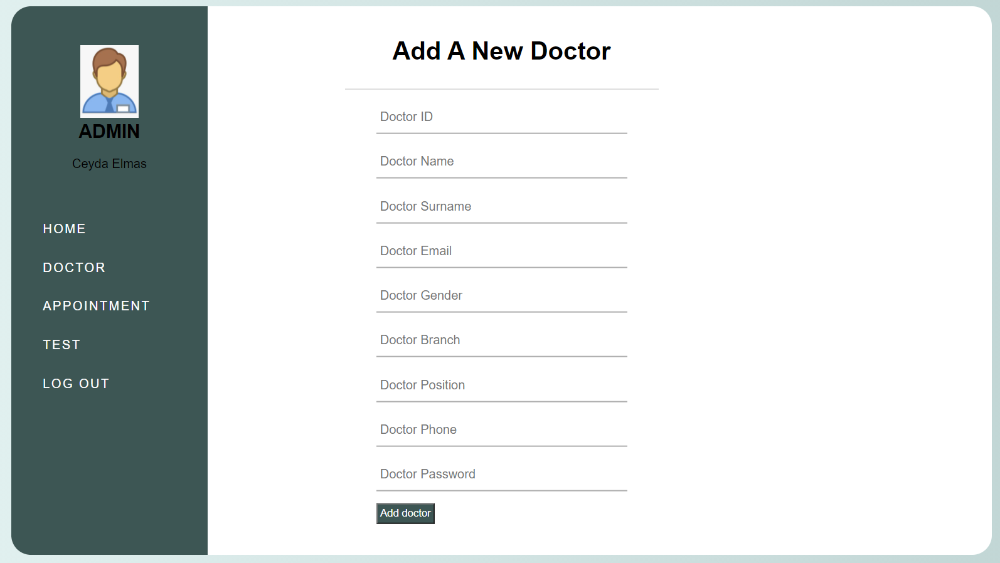 ADMIN
Ceyda Elmas
HOME
DOCTOR
APPOINTMENT
TEST
LOG OUT
Add A New Doctor
Doctor ID
Doctor Name
Doctor Surname
Doctor Email
Doctor Gender
Doctor Branch
Doctor Position
Doctor Phone
Doctor Password
Add doctor